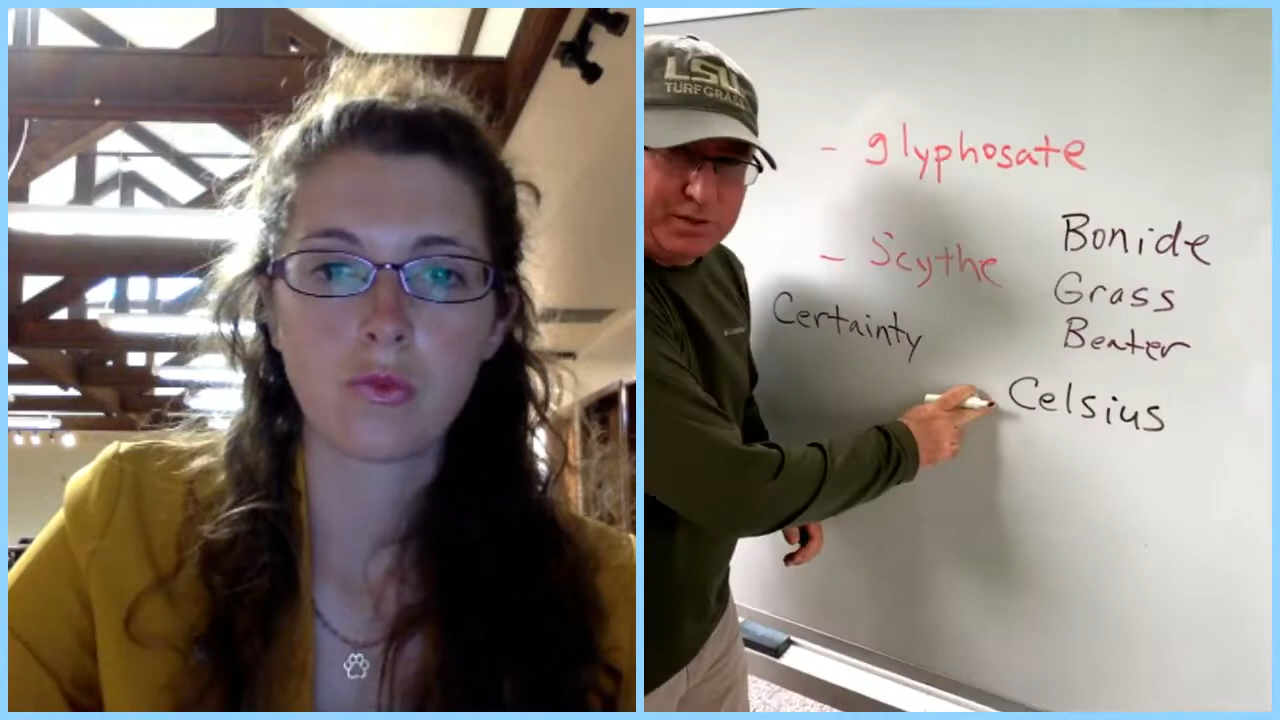 LSU
TURFGRASS
- glyphosate
- Scythe
Bonide
Grass
Beater
Certainty
Celsius